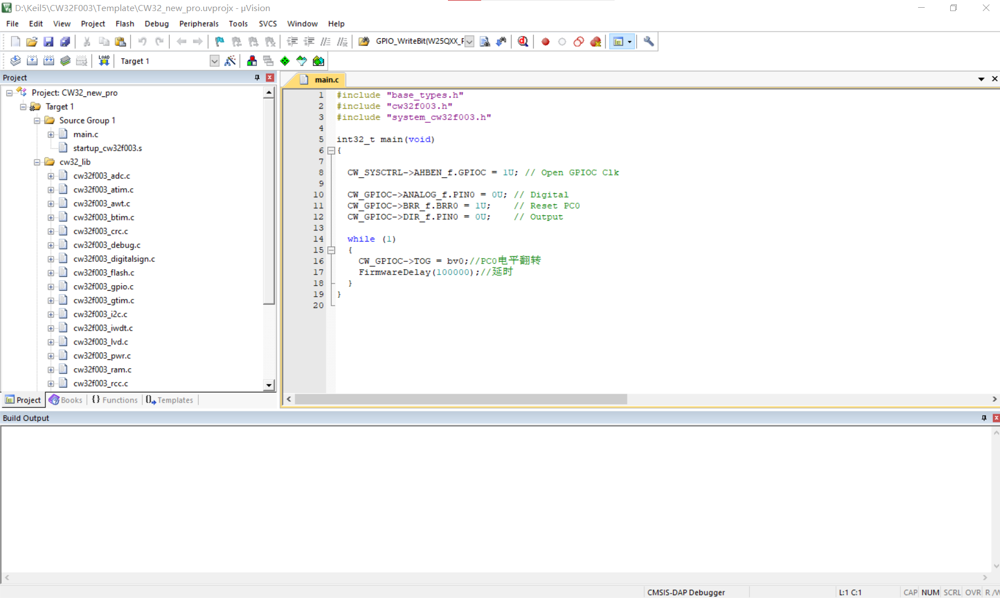 D:\Keil5\CW32F003\Template\CW32_new_pro.uvprojx - µVision
File Edit View Project Flash Debug Peripherals Tools SVCS Window Help
GPIO_WriteBit(W25QXX_F
LOAD Target 1
Project
Project: CW32_new_pro
Target 1
Source Group 1
main.c
startup_cw32f003.s
cw32_lib
cw32f003_adc.c
cw32f003_atim.c
cw32f003_awt.c
cw32f003_btim.c
cw32f003_crc.c
cw32f003_debug.c
cw32f003_digitalsign.c
cw32f003_flash.c
cw32f003_gpio.c
cw32f003_gtim.c
cw32f003_i2c.c
cw32f003_iwdt.c
cw32f003_lvd.c
cw32f003_pwr.c
cw32f003_ram.c
cw32f003_rcc.c
Project Books {} Functions Templates
main.c
1 #include "base_types.h"
2 #include "cw32f003.h"
3 #include "system_cw32f003.h"
4
5 int32_t main(void)
6 {
7
8 CW_SYSCTRL->AHBEN_f.GPIOC = 1U; // Open GPIOC Clk
9
10 CW_GPIOC->ANALOG_f.PIN0 = 0U; // Digital
11 CW_GPIOC->BRR_f.BRR0 = 1U; // Reset PC0
12 CW_GPIOC->DIR_f.PIN0 = 0U; // Output
13
14 while (1)
15 {
16 CW_GPIOC->TOG = bv0;//PC0电平翻转
17 FirmwareDelay(100000);//延时
18 }
19 }
20
Build Output
CMSIS-DAP Debugger L:1 C:1 CAP NUM SCRL OVR R/W